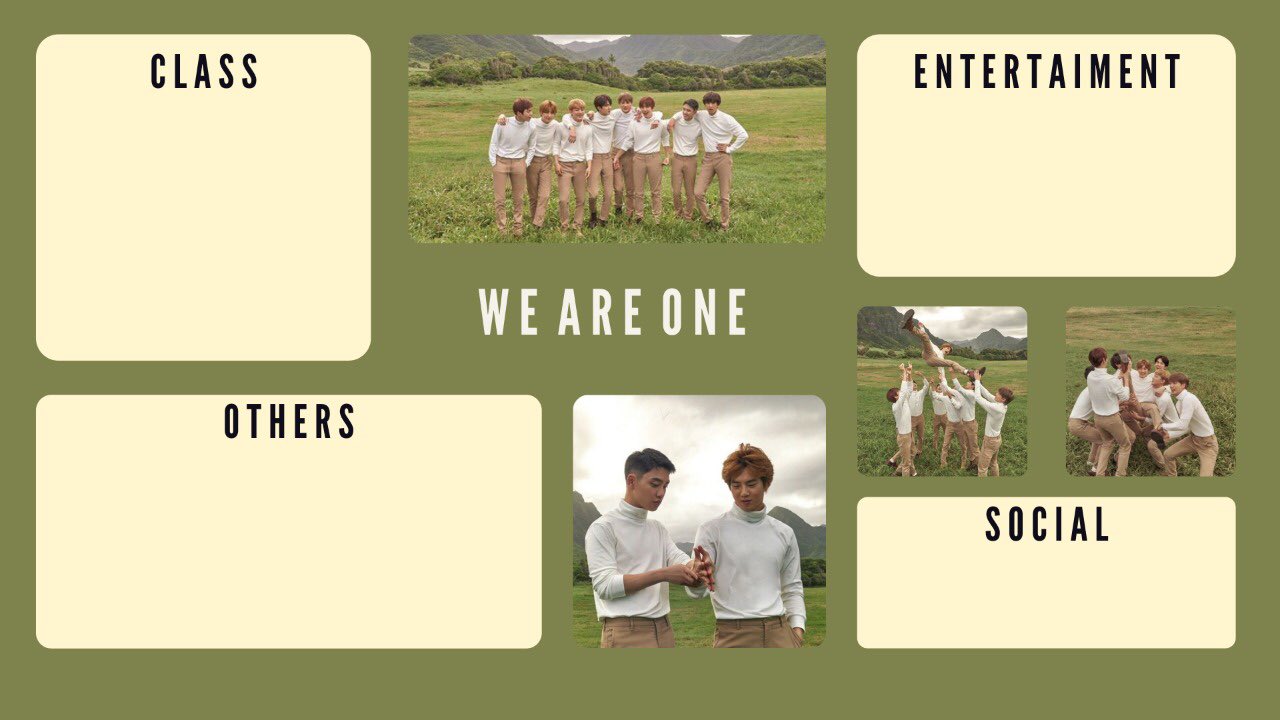 CLASS
ENTERTAIMENT
WE ARE ONE
OTHERS
SOCIAL